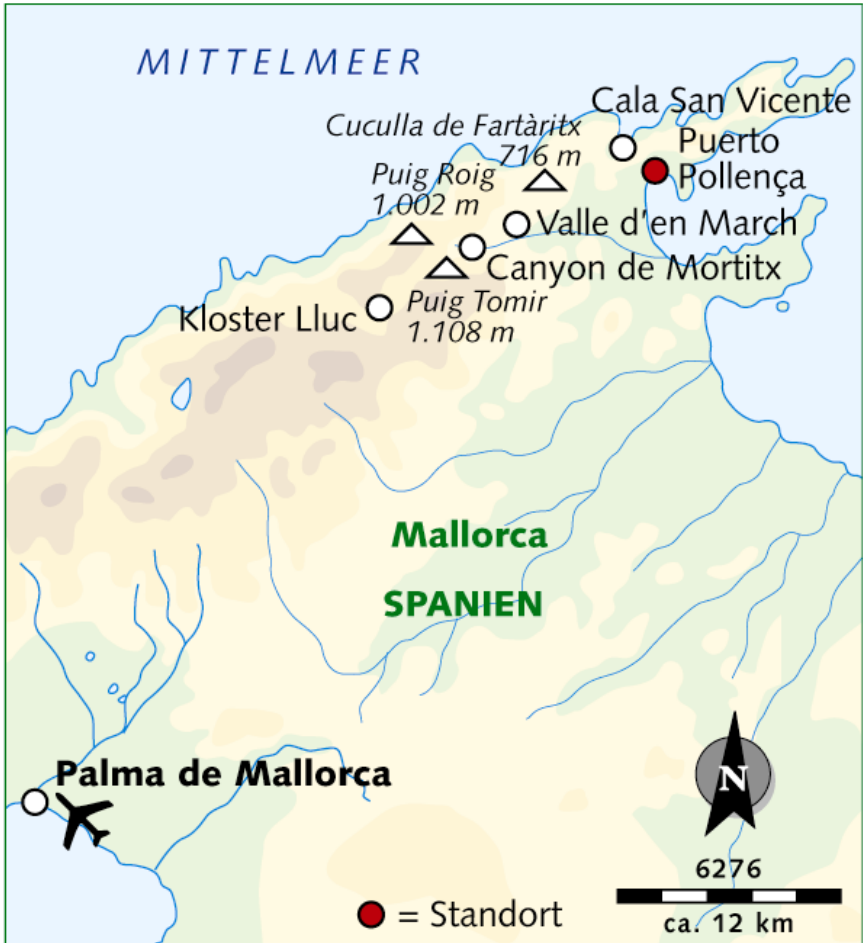 MITTELMEER
Cala San Vicente
Cuculla de Fartàritx
716 m
Puerto
Pollença
Puig Roig
1.002 m
Valle d'en March
Canyon de Mortitx
Puig Tomir
1.108 m
Kloster Lluc
Mallorca
SPANIEN
Palma de Mallorca
N
6276
ca. 12 km
= Standort